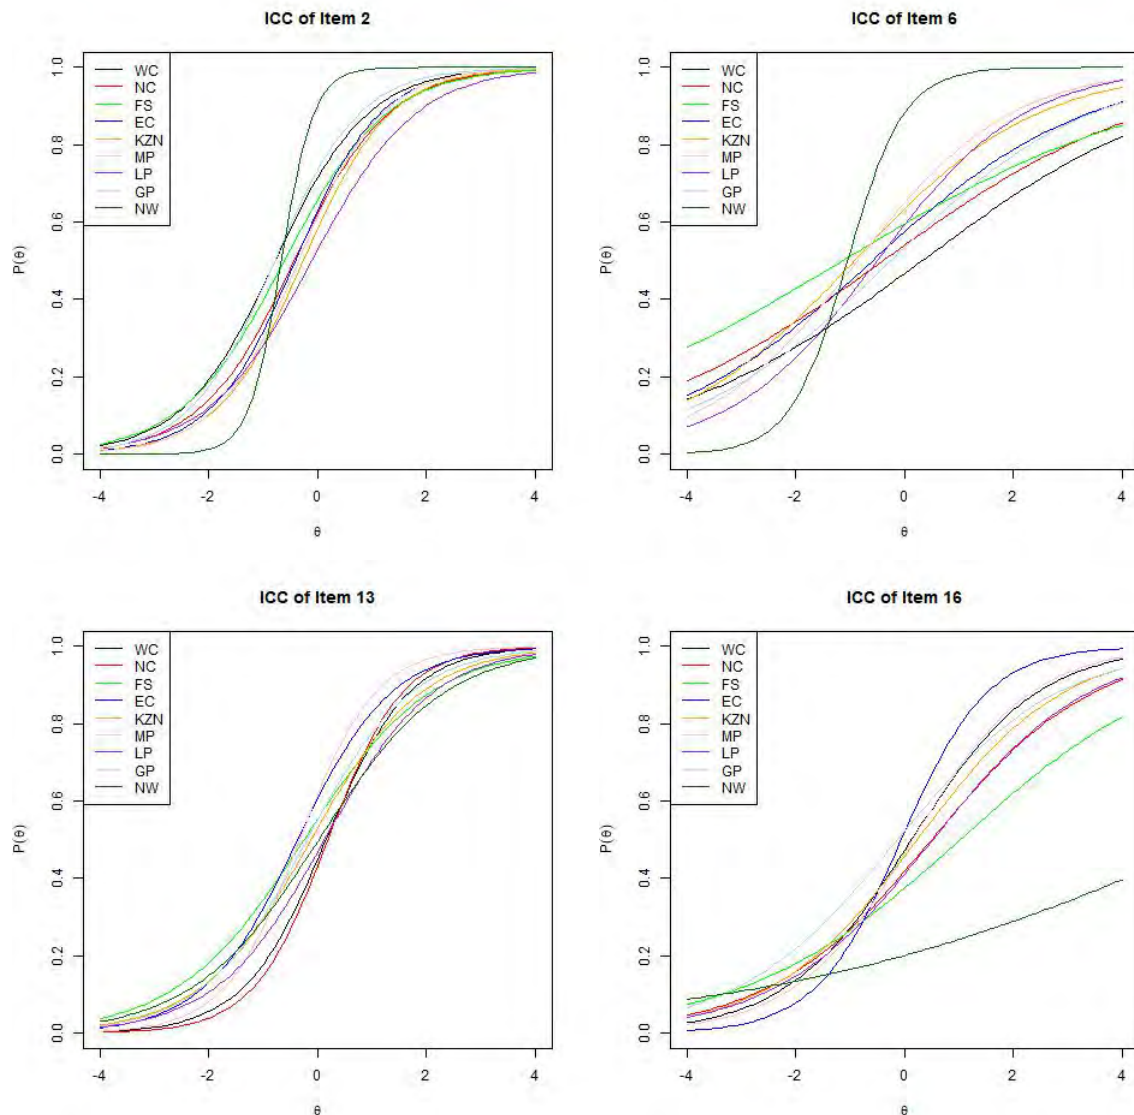 ICC of Item 2
WC
NC
FS
EC
KZN
MP
LP
GP
NW
P(θ)
0.0 0.2 0.4 0.6 0.8 1.0
-4 -2 0 2 4
θ
ICC of Item 6
WC
NC
FS
EC
KZN
MP
LP
GP
NW
P(θ)
0.0 0.2 0.4 0.6 0.8 1.0
-4 -2 0 2 4
θ
ICC of Item 13
WC
NC
FS
EC
KZN
MP
LP
GP
NW
P(θ)
0.0 0.2 0.4 0.6 0.8 1.0
-4 -2 0 2 4
θ
ICC of Item 16
WC
NC
FS
EC
KZN
MP
LP
GP
NW
P(θ)
0.0 0.2 0.4 0.6 0.8 1.0
-4 -2 0 2 4
θ